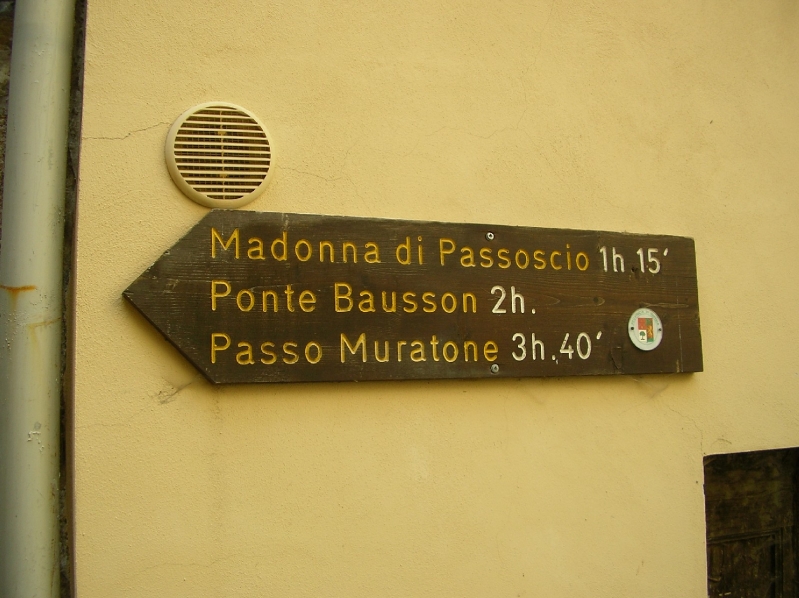 Madonna di Passoscio 1h.15′
Ponte Bausson 2h.
Passo Muratone 3h.40′